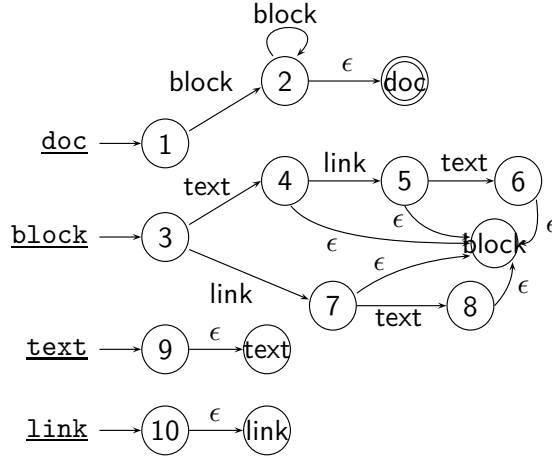 block
block 2 ϵ doc
doc 1
text 4 link 5 text 6
block 3 ϵ ϵ block ϵ
link 7 ϵ text 8 ϵ
text 9 ϵ text
link 10 ϵ link